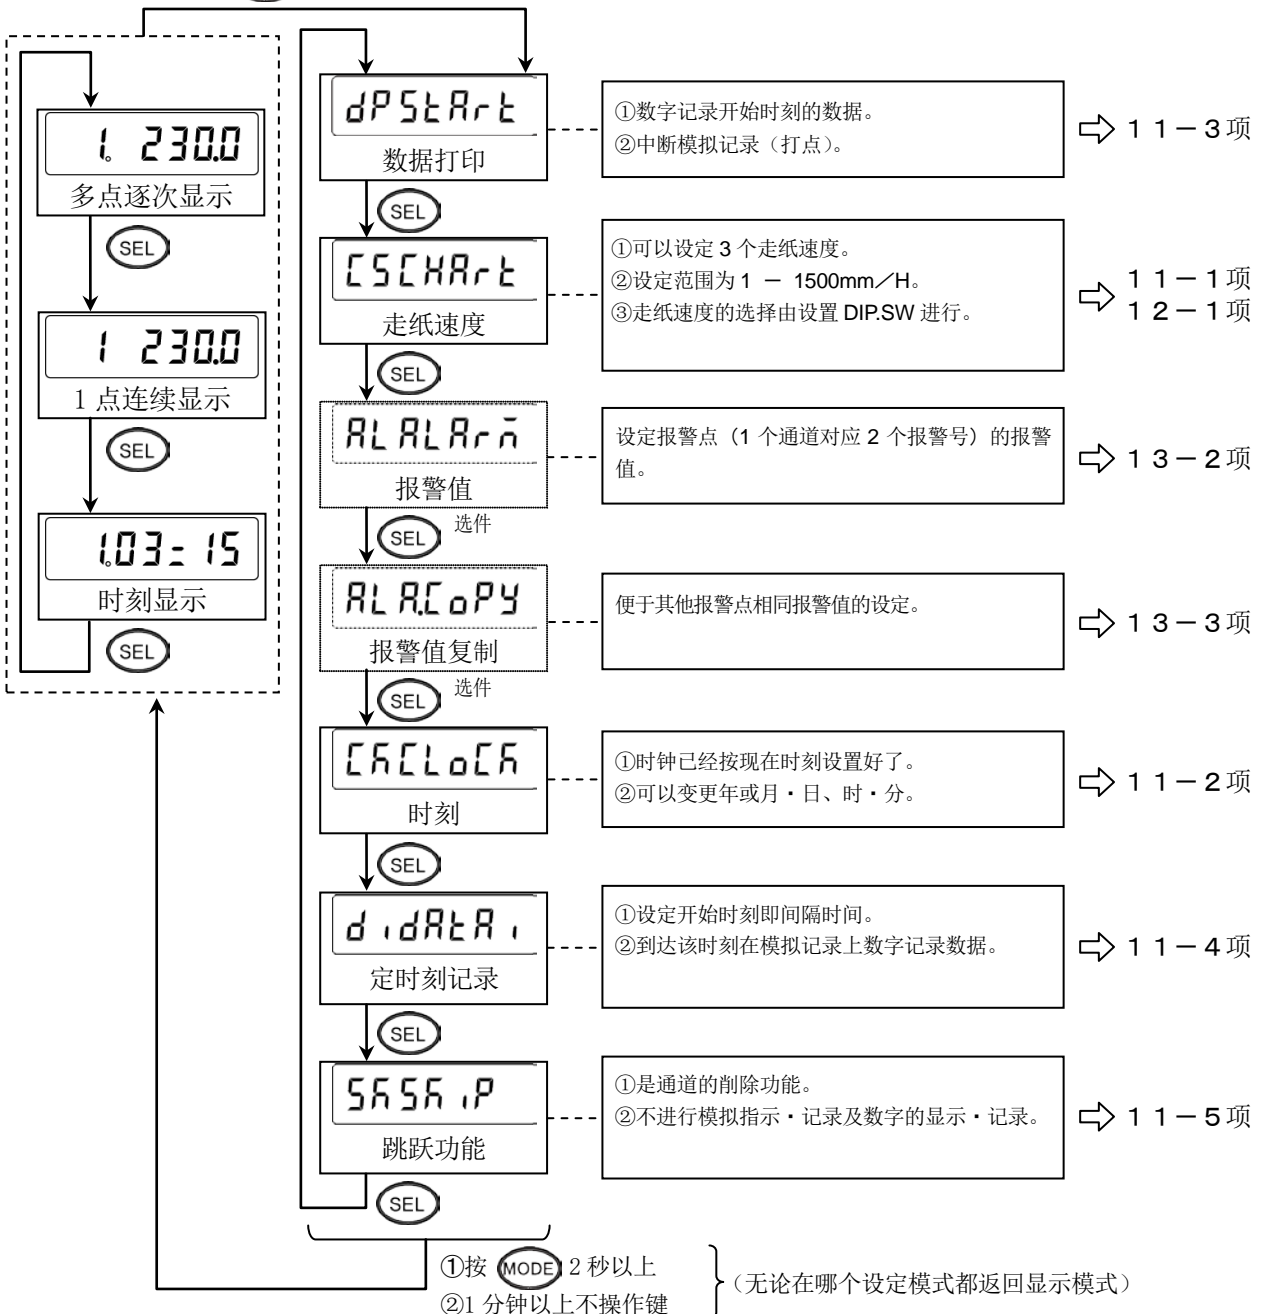 1. 230.0
多点逐次显示
SEL
1 230.0
1 点连续显示
SEL
1.03=15
时刻显示
SEL
dPStARt
数据打印
①数字记录开始时刻的数据。
②中断模拟记录（打点）。
11－3项
SEL
CSCHARt
走纸速度
①可以设定 3 个走纸速度。
②设定范围为 1 － 1500mm／H。
③走纸速度的选择由设置 DIP.SW 进行。
11－1项
12－1项
SEL
ALALARm
报警值
设定报警点（1 个通道对应 2 个报警号）的报警
值。
13－2项
SEL 选件
ALA.CoPY
报警值复制
便于其他报警点相同报警值的设定。
13－3项
SEL 选件
CKCLoCK
时刻
①时钟已经按现在时刻设置好了。
②可以变更年或月・日、时・分。
11－2项
SEL
didAtAi
定时刻记录
①设定开始时刻即间隔时间。
②到达该时刻在模拟记录上数字记录数据。
11－4项
SEL
SKSKiP
跳跃功能
①是通道的削除功能。
②不进行模拟指示・记录及数字的显示・记录。
11－5项
SEL
①按 MODE 2 秒以上
②1 分钟以上不操作键
（无论在哪个设定模式都返回显示模式）